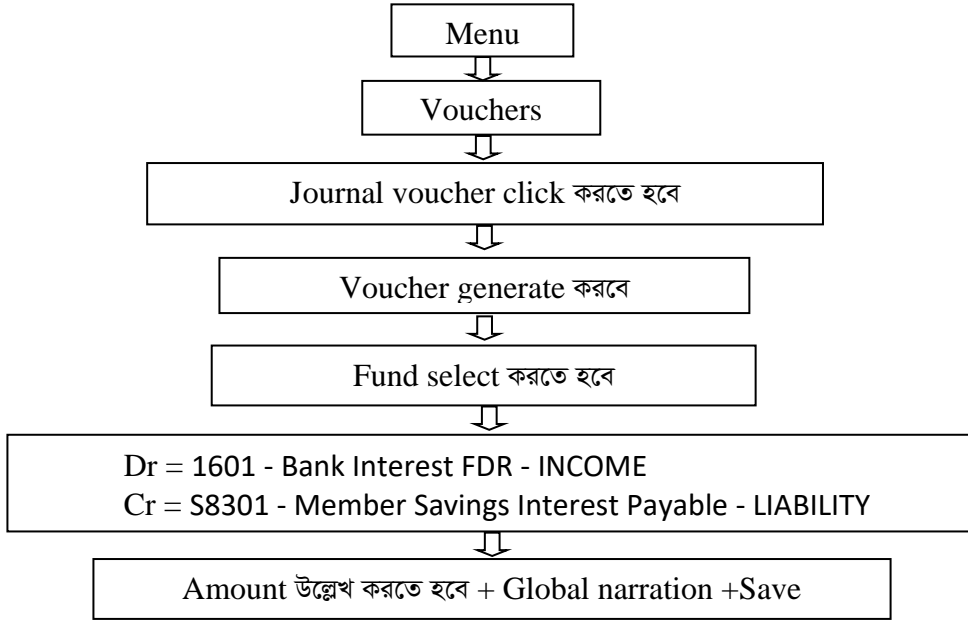 Menu
Vouchers
Journal voucher click করতে হবে
Voucher generate করবে
Fund select করতে হবে
Dr = 1601 - Bank Interest FDR - INCOME
Cr = S8301 - Member Savings Interest Payable - LIABILITY
Amount উল্লেখ করতে হবে + Global narration +Save